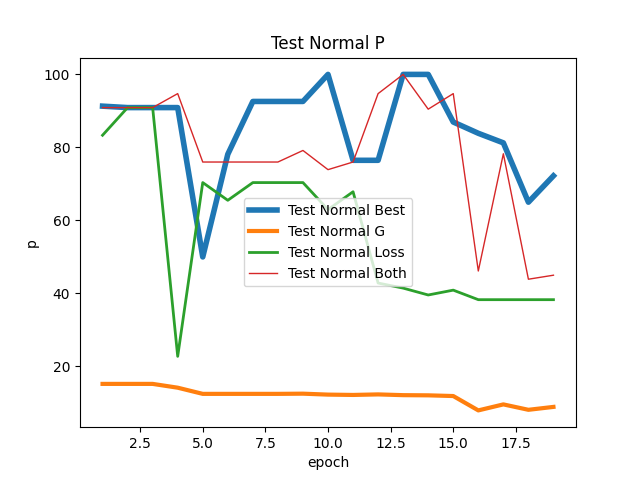 Test Normal P
100
80
60
40
20
p
Test Normal Best
Test Normal G
Test Normal Loss
Test Normal Both
2.5 5.0 7.5 10.0 12.5 15.0 17.5
epoch